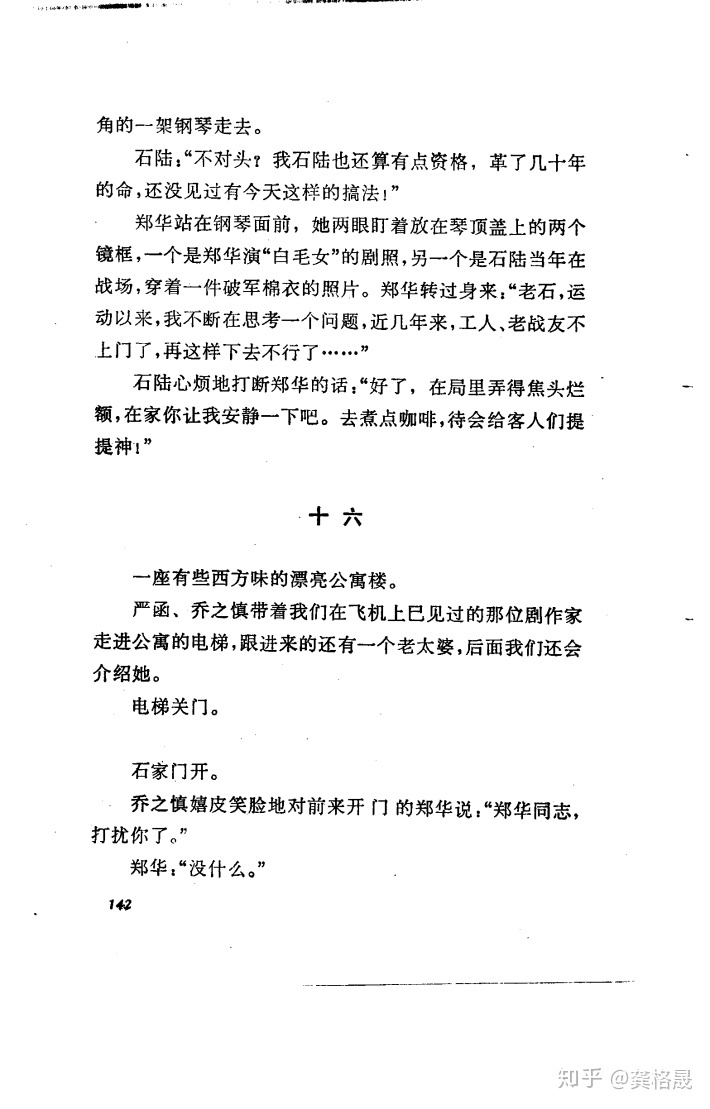 角的一架钢琴走去。
石陆：“不对头？我石陆也还算有点资格，革了几十年
的命，还没见过有今天这样的搞法！”
郑华站在钢琴面前，她两眼盯着放在琴顶盖上的两个
镜框，一个是郑华演“白毛女”的剧照，另一个是石陆当年在
战场，穿着一件破军棉衣的照片。郑华转过身来：“老石，运
动以来，我不断在思考一个问题，近几年来，工人、老战友不
上门了，再这样下去不行了……”
石陆心烦地打断郑华的话：“好了，在局里弄得焦头烂
额，在家你让我安静一下吧。去煮点咖啡，待会给客人们提
提神！”
十六
一座有些西方味的漂亮公寓楼。
严函、乔之慎带着我们在飞机上巳见过的那位剧作家
走进公寓的电梯，跟进来的还有一个老太婆，后面我们还会
介绍她。
电梯关门。
石家门开。
乔之慎嬉皮笑脸地对前来开门的郑华说：“郑华同志，
打扰你了。”
郑华：“没什么。”
142
知乎 @龚格晟